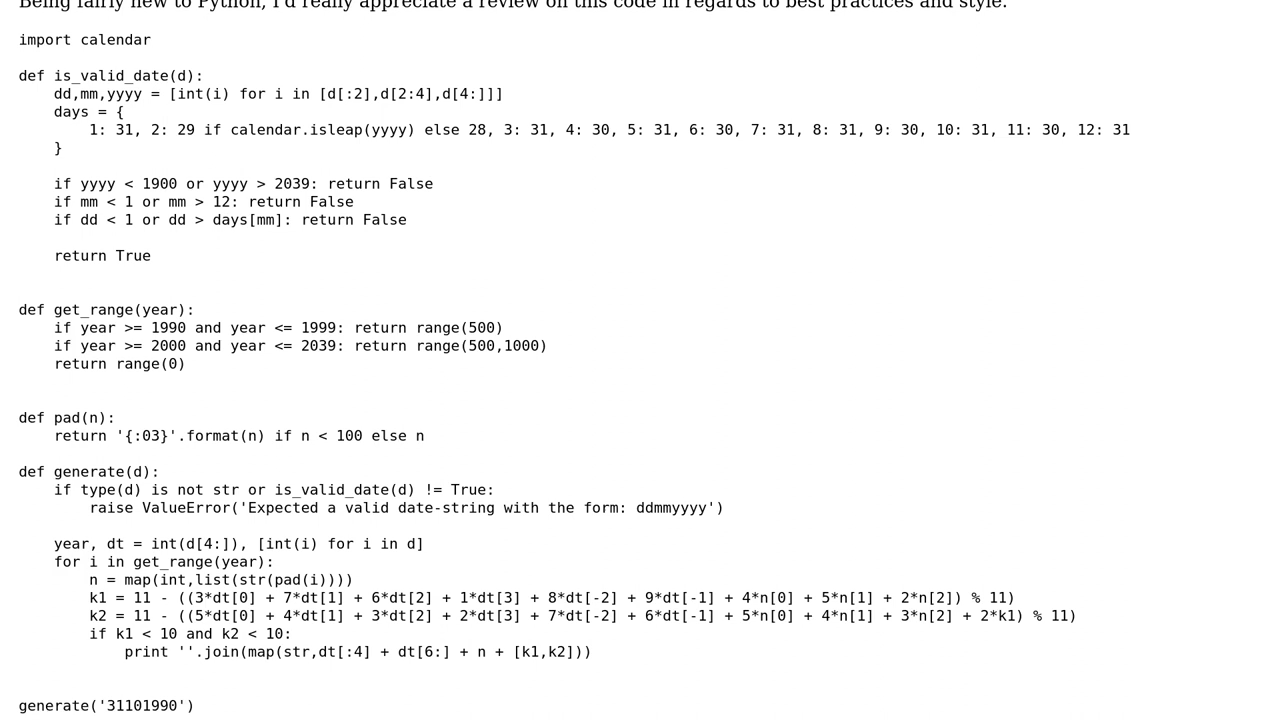 Being fairly new to Python, I'd really appreciate a review on this code in regards to best practices and style.
import calendar
def is_valid_date(d):
    dd,mm,yyyy = [int(i) for i in [d[:2],d[2:4],d[4:]]]
    days = {
        1: 31, 2: 29 if calendar.isleap(yyyy) else 28, 3: 31, 4: 30, 5: 31, 6: 30, 7: 31, 8: 31, 9: 30, 10: 31, 11: 30, 12: 31
    }
    if yyyy < 1900 or yyyy > 2039: return False
    if mm < 1 or mm > 12: return False
    if dd < 1 or dd > days[mm]: return False
    return True
def get_range(year):
    if year >= 1990 and year <= 1999: return range(500)
    if year >= 2000 and year <= 2039: return range(500,1000)
    return range(0)
def pad(n):
    return '{:03}'.format(n) if n < 100 else n
def generate(d):
    if type(d) is not str or is_valid_date(d) != True:
        raise ValueError('Expected a valid date-string with the form: ddmmyyyy')
    year, dt = int(d[4:]), [int(i) for i in d]
    for i in get_range(year):
        n = map(int,list(str(pad(i))))
        k1 = 11 - ((3*dt[0] + 7*dt[1] + 6*dt[2] + 1*dt[3] + 8*dt[-2] + 9*dt[-1] + 4*n[0] + 5*n[1] + 2*n[2]) % 11)
        k2 = 11 - ((5*dt[0] + 4*dt[1] + 3*dt[2] + 2*dt[3] + 7*dt[-2] + 6*dt[-1] + 5*n[0] + 4*n[1] + 3*n[2] + 2*k1) % 11)
        if k1 < 10 and k2 < 10:
            print ''.join(map(str,dt[:4] + dt[6:] + n + [k1,k2]))
generate('31101990')